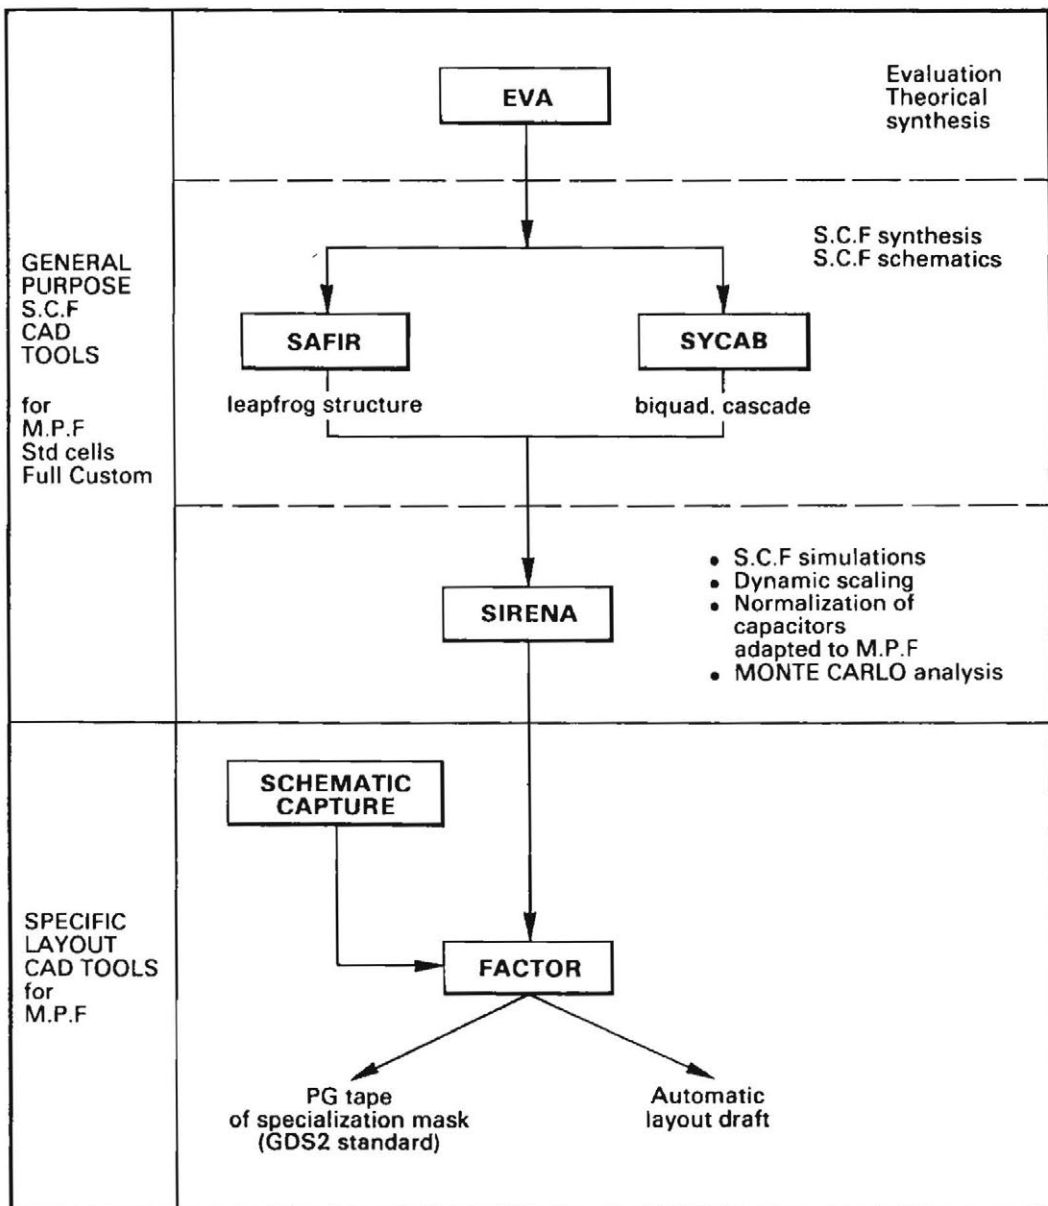 EVA
Evaluation
Theorical
synthesis
GENERAL
PURPOSE
S.C.F
CAD
TOOLS
for
M.P.F
Std cells
Full Custom
S.C.F synthesis
S.C.F schematics
SAFIR
SYCAB
leapfrog structure
biquad. cascade
SIRENA
• S.C.F simulations
• Dynamic scaling
• Normalization of
capacitors
adapted to M.P.F
• MONTE CARLO analysis
SPECIFIC
LAYOUT
CAD TOOLS
for
M.P.F
SCHEMATIC
CAPTURE
FACTOR
PG tape
of specialization mask
(GDS2 standard)
Automatic
layout draft